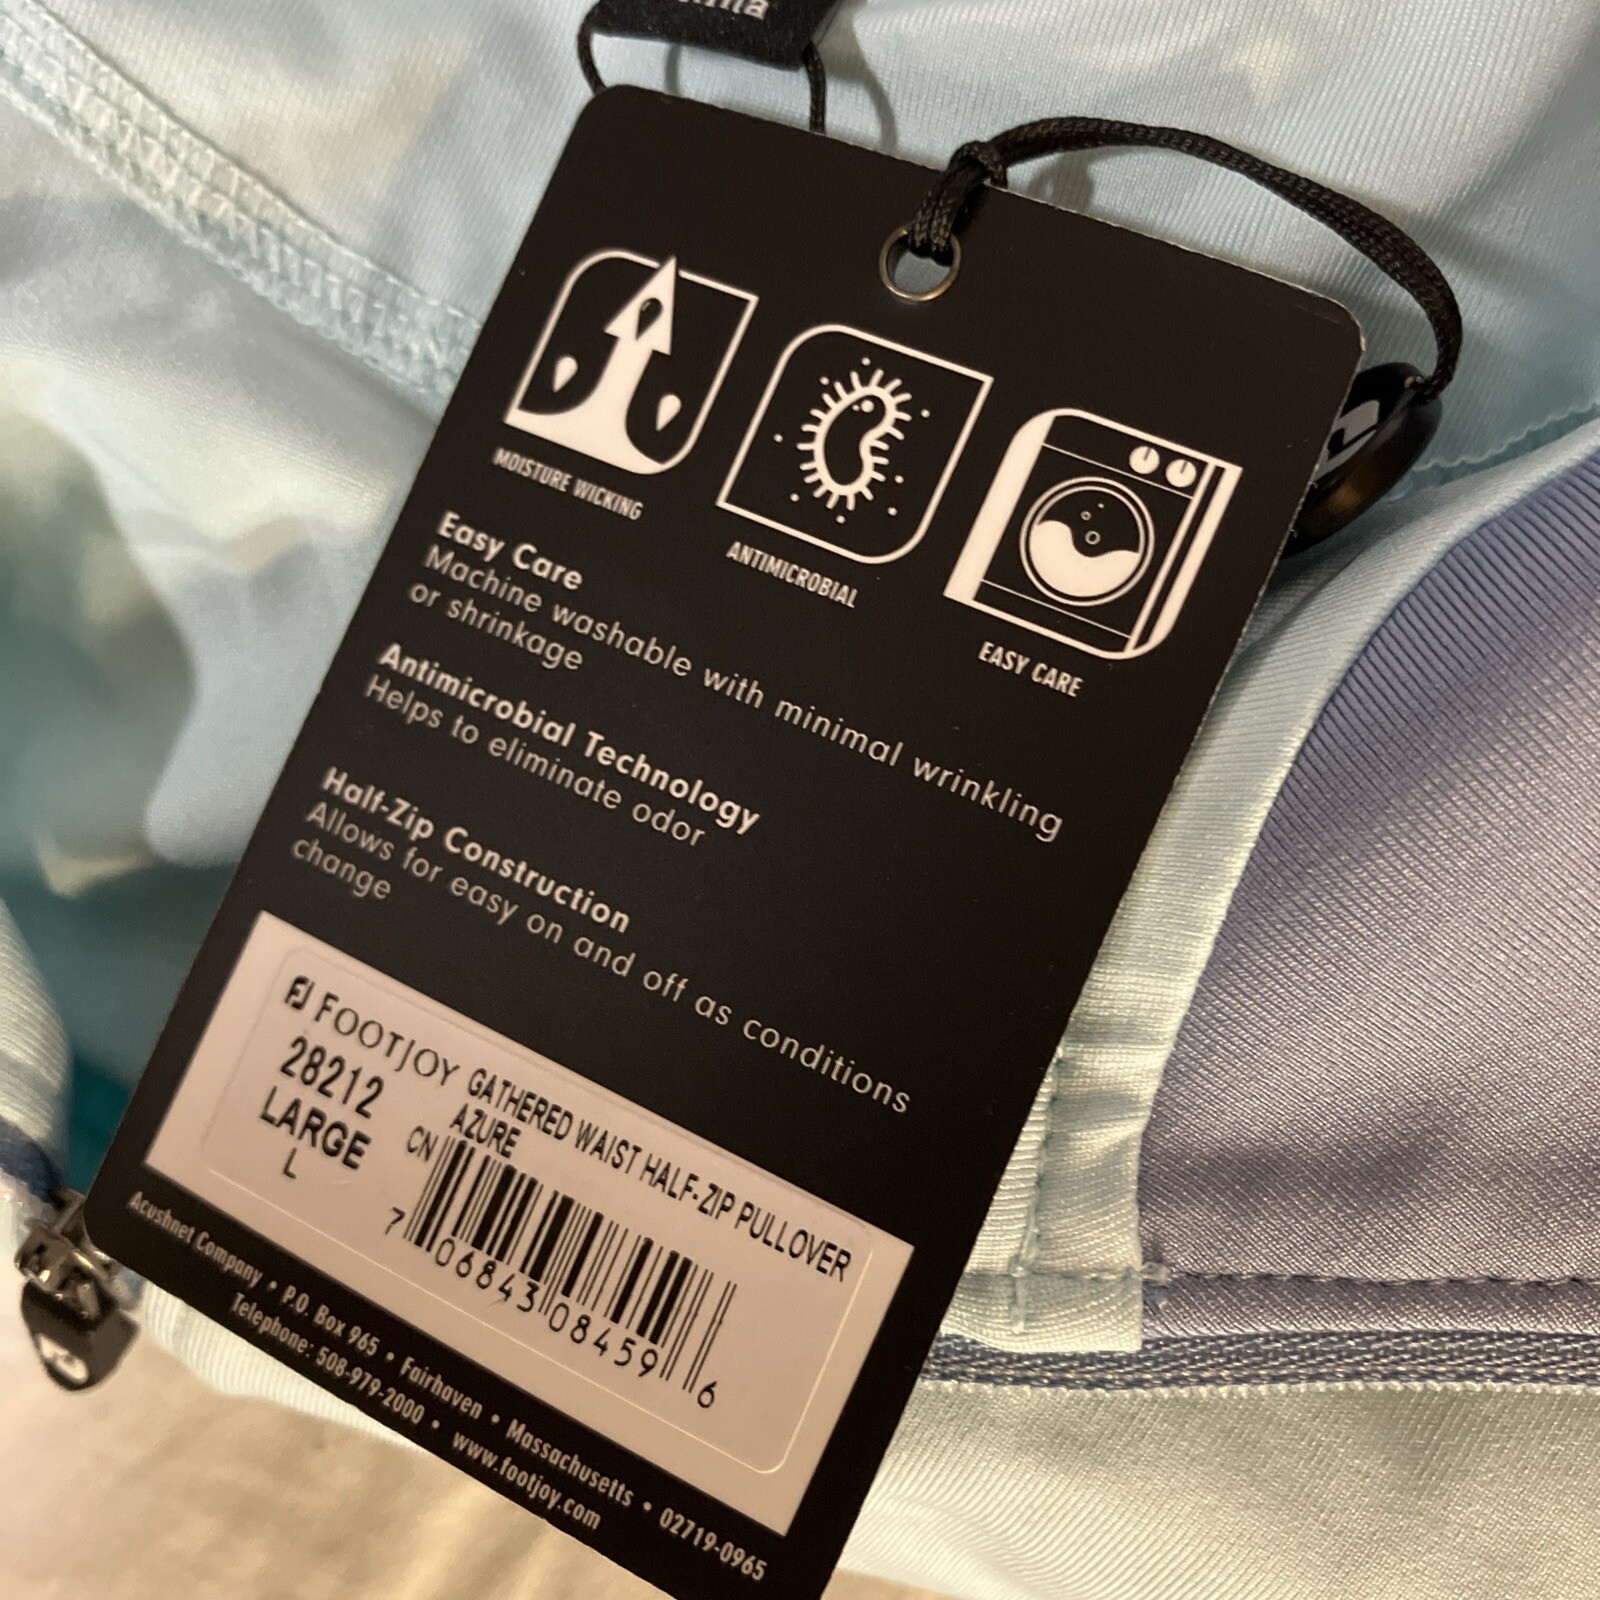 MOISTURE WICKING
ANTIMICROBIAL
EASY CARE
Easy Care
Machine washable with minimal wrinkling
or shrinkage
Antimicrobial Technology
Helps to eliminate odor
Half-Zip Construction
Allows for easy on and off as conditions
change
FJ FOOTJOY
28212
LARGE
L
GATHERED WAIST HALF-ZIP PULLOVER
AZURE
CN
7 06843 08459 6
Acushnet Company • P.O. Box 965 • Fairhaven • Massachusetts • 02719-0965
Telephone: 508-979-2000 • www.footjoy.com